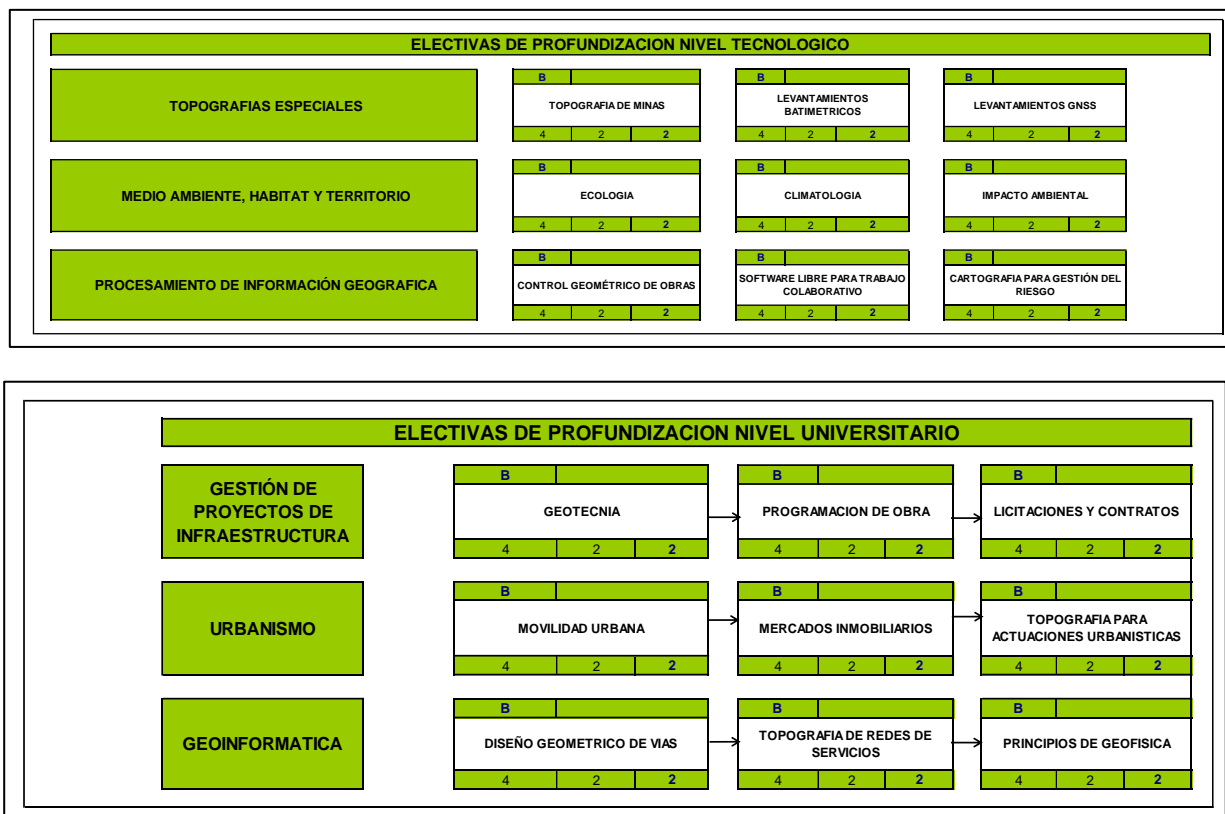 ELECTIVAS DE PROFUNDIZACION NIVEL TECNOLOGICO
TOPOGRAFIAS ESPECIALES
B
TOPOGRAFIA DE MINAS
4 2 2
B
LEVANTAMIENTOS
BATIMETRICOS
4 2 2
B
LEVANTAMIENTOS GNSS
4 2 2
MEDIO AMBIENTE, HABITAT Y TERRITORIO
B
ECOLOGIA
4 2 2
B
CLIMATOLOGIA
4 2 2
B
IMPACTO AMBIENTAL
4 2 2
PROCESAMIENTO DE INFORMACIÓN GEOGRAFICA
B
CONTROL GEOMÉTRICO DE OBRAS
4 2 2
B
SOFTWARE LIBRE PARA TRABAJO
COLABORATIVO
4 2 2
B
CARTOGRAFIA PARA GESTIÓN DEL
RIESGO
4 2 2
ELECTIVAS DE PROFUNDIZACION NIVEL UNIVERSITARIO
GESTIÓN DE
PROYECTOS DE
INFRAESTRUCTURA
B
GEOTECNIA
4 2 2
B
PROGRAMACION DE OBRA
4 2 2
B
LICITACIONES Y CONTRATOS
4 2 2
URBANISMO
B
MOVILIDAD URBANA
4 2 2
B
MERCADOS INMOBILIARIOS
4 2 2
B
TOPOGRAFIA PARA
ACTUACIONES URBANISTICAS
4 2 2
GEOINFORMATICA
B
DISEÑO GEOMETRICO DE VIAS
4 2 2
B
TOPOGRAFIA DE REDES DE
SERVICIOS
4 2 2
B
PRINCIPIOS DE GEOFISICA
4 2 2